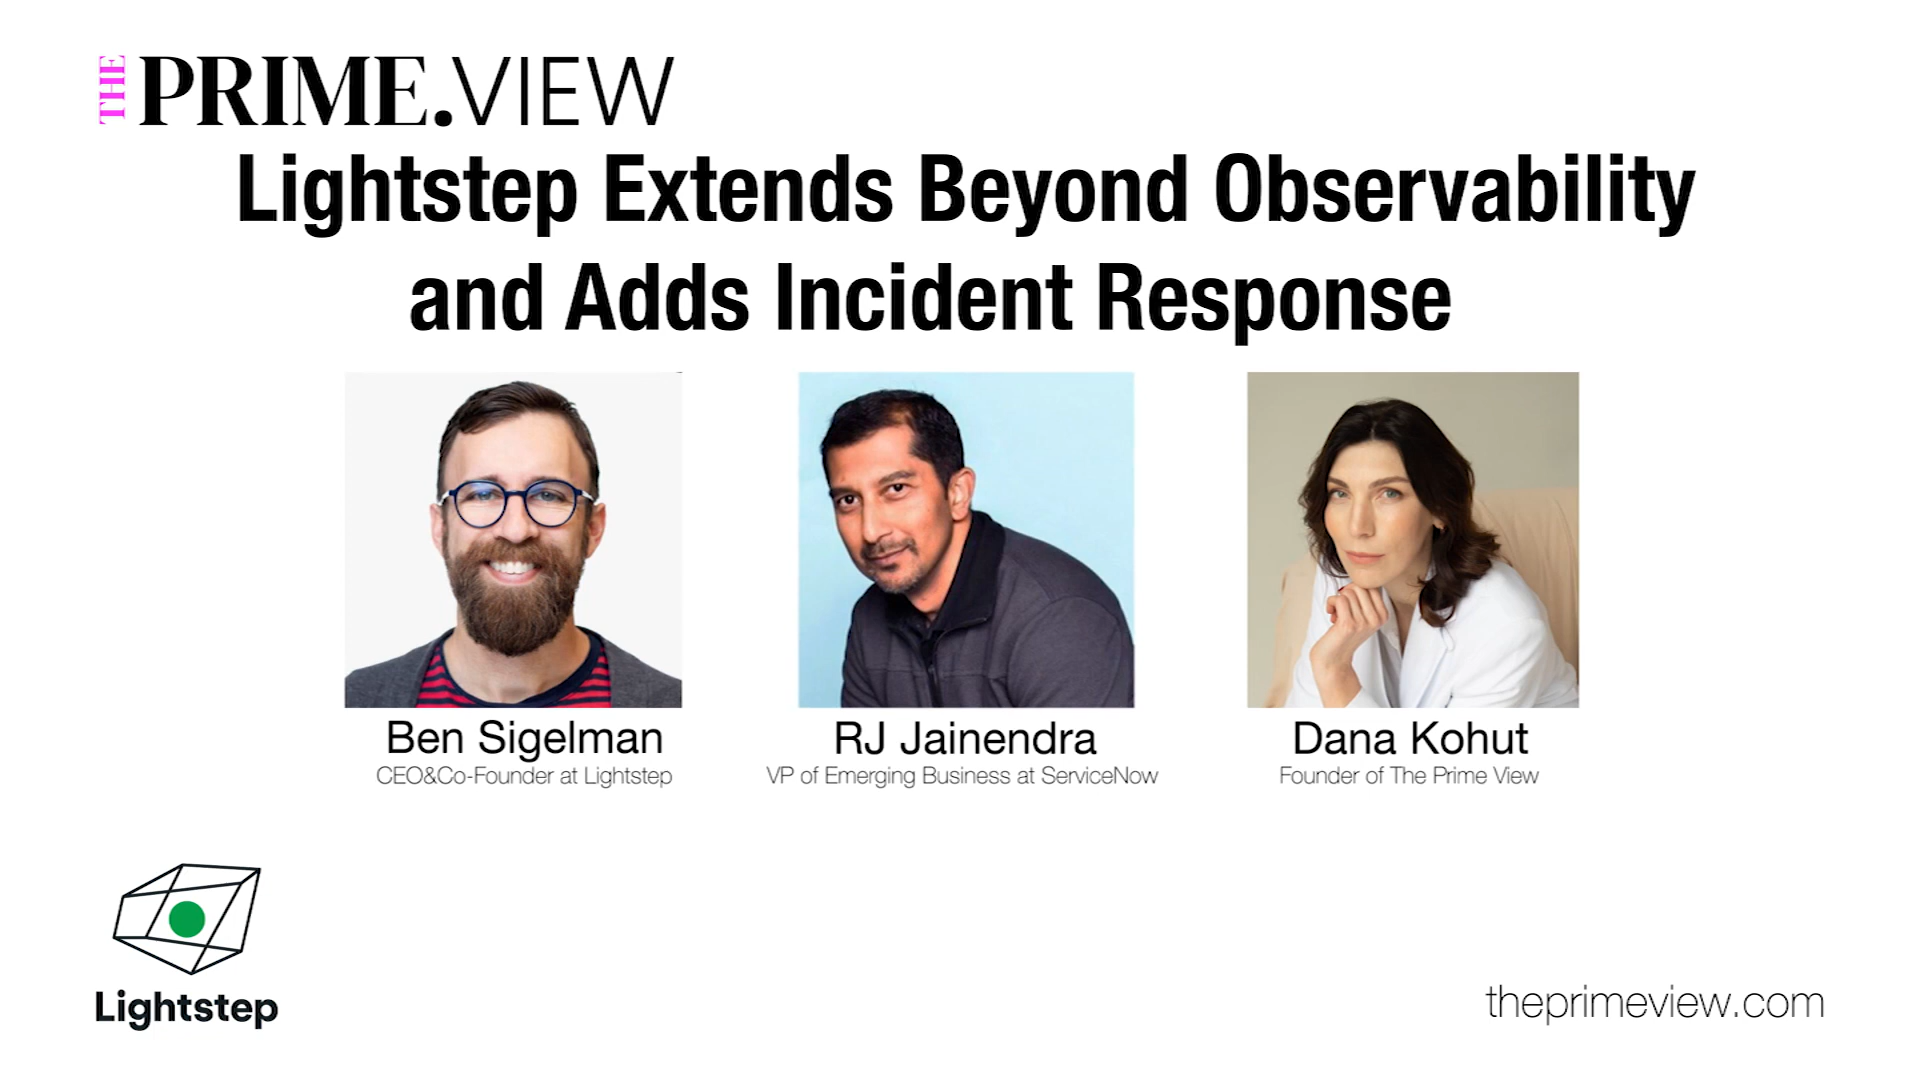 THE PRIME.VIEW
Lightstep Extends Beyond Observability
and Adds Incident Response
Ben Sigelman
CEO&Co-Founder at Lightstep
RJ Jainendra
VP of Emerging Business at ServiceNow
Dana Kohut
Founder of The Prime View
Lightstep
theprimeview.com